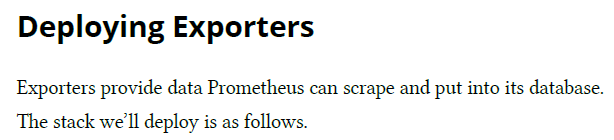 Deploying Exporters
Exporters provide data Prometheus can scrape and put into its database.
The stack we’ll deploy is as follows.